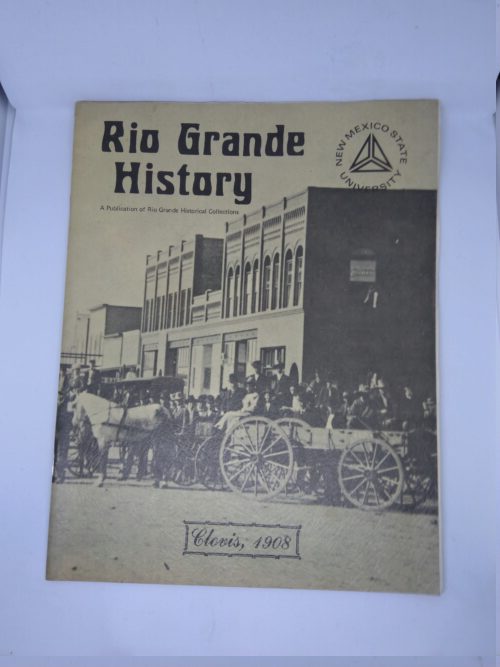 Rio Grande
History
A Publication of Rio Grande Historical Collections
NEW MEXICO STATE
UNIVERSITY
Clovis, 1908